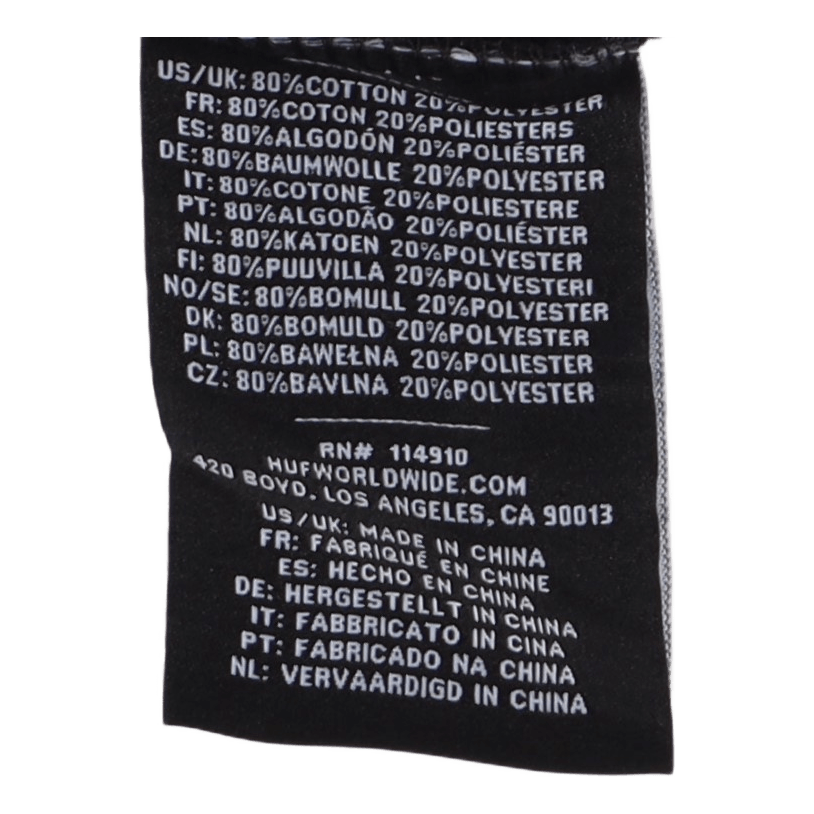 US/UK: 80%COTTON 20%POLYESTER
FR: 80%COTON 20%POLIESTERS
ES: 80%ALGODÓN 20%POLIÉSTER
DE: 80%BAUMWOLLE 20%POLYESTER
IT: 80%COTONE 20%POLIESTERE
PT: 80%ALGODÃO 20%POLIÉSTER
NL: 80%KATOEN 20%POLYESTER
FI: 80%PUUVILLA 20%POLYESTERI
NO/SE: 80%BOMULL 20%POLYESTER
DK: 80%BOMULD 20%POLYESTER
PL: 80%BAWEŁNA 20%POLIESTER
CZ: 80%BAVLNA 20%POLYESTER
RN# 114910
HUFWORLDWIDE.COM
420 BOYD. LOS ANGELES, CA 90013
US/UK: MADE IN CHINA
FR: FABRIQUÉ EN CHINE
ES: HECHO EN CHINA
DE: HERGESTELLT IN CHINA
IT: FABBRICATO IN CINA
PT: FABRICADO NA CHINA
NL: VERVAARDIGD IN CHINA